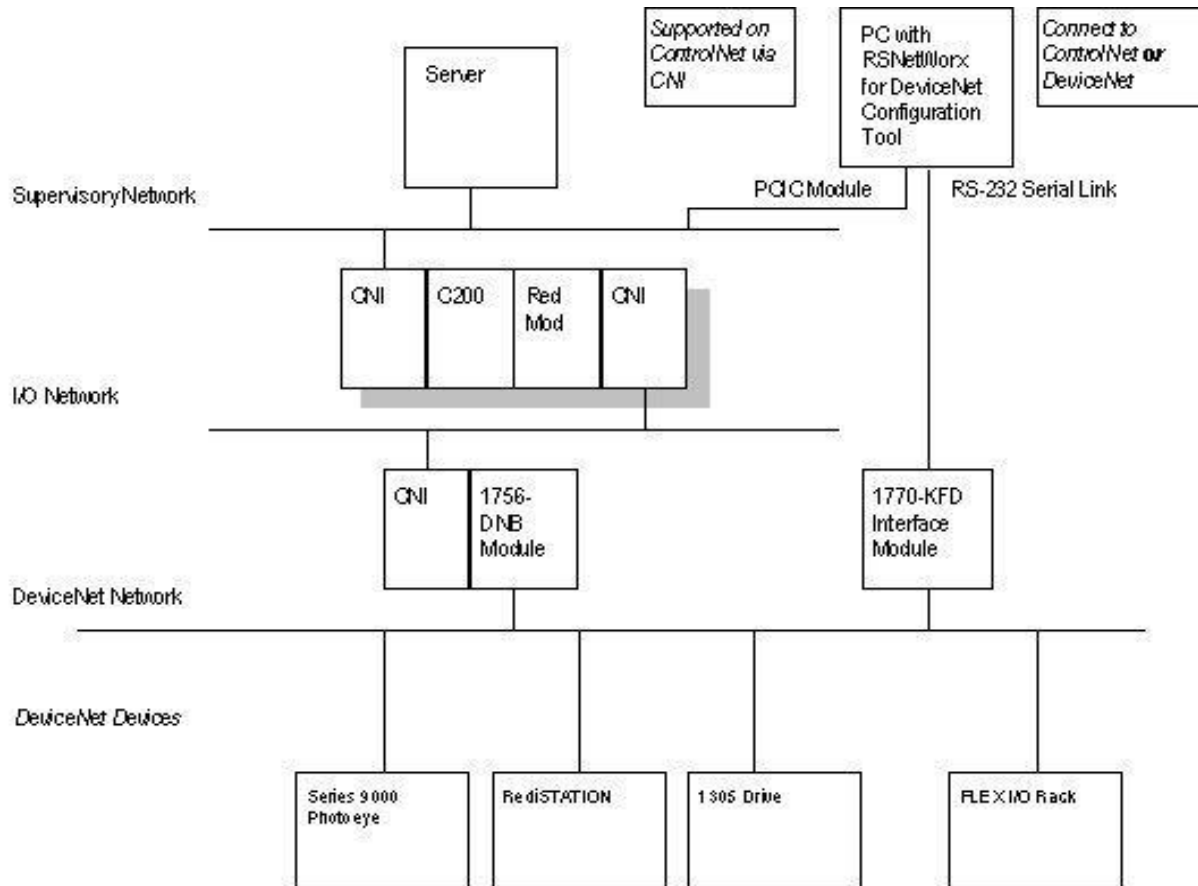 Supported on
ControlNet via
CNI
PC with
RSNetWorx
for DeviceNet
Configuration
Tool
Connect to
ControlNet or
DeviceNet
Server
Supervisory Network
PCIC Module
RS-232 Serial Link
CNI
C200
Red
Mod
CNI
I/O Network
CNI
1756-
DNB
Module
1770-KFD
Interface
Module
DeviceNet Network
DeviceNet Devices
Series 9000
Photoeye
RediSTATION
1305 Drive
FLEX I/O Rack